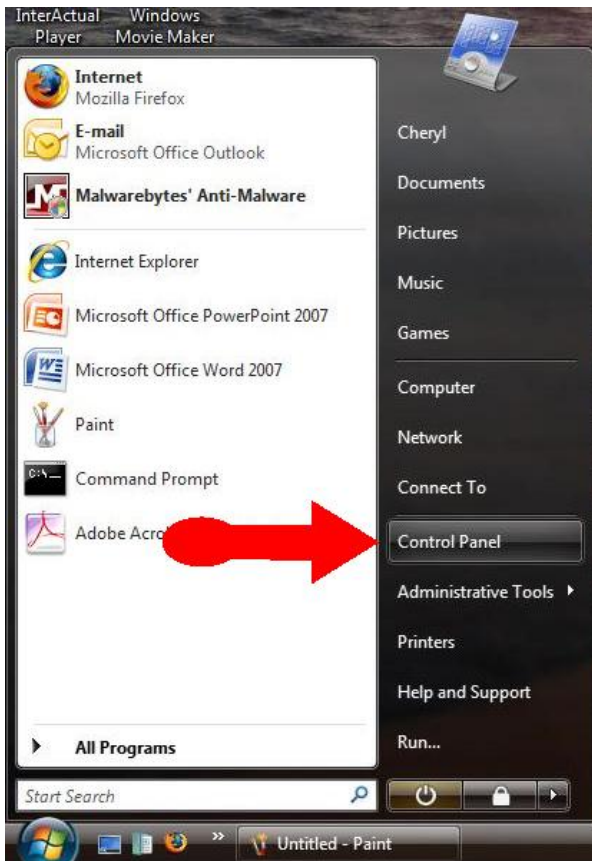 InterActual Windows
Player Movie Maker
Internet
Mozilla Firefox
E-mail
Microsoft Office Outlook
Malwarebytes' Anti-Malware
Internet Explorer
Microsoft Office PowerPoint 2007
Microsoft Office Word 2007
Paint
Command Prompt
Adobe
All Programs
Start Search
Cheryl
Documents
Pictures
Music
Games
Computer
Network
Connect To
Control Panel
Administrative Tools
Printers
Help and Support
Run...
Untitled - Paint